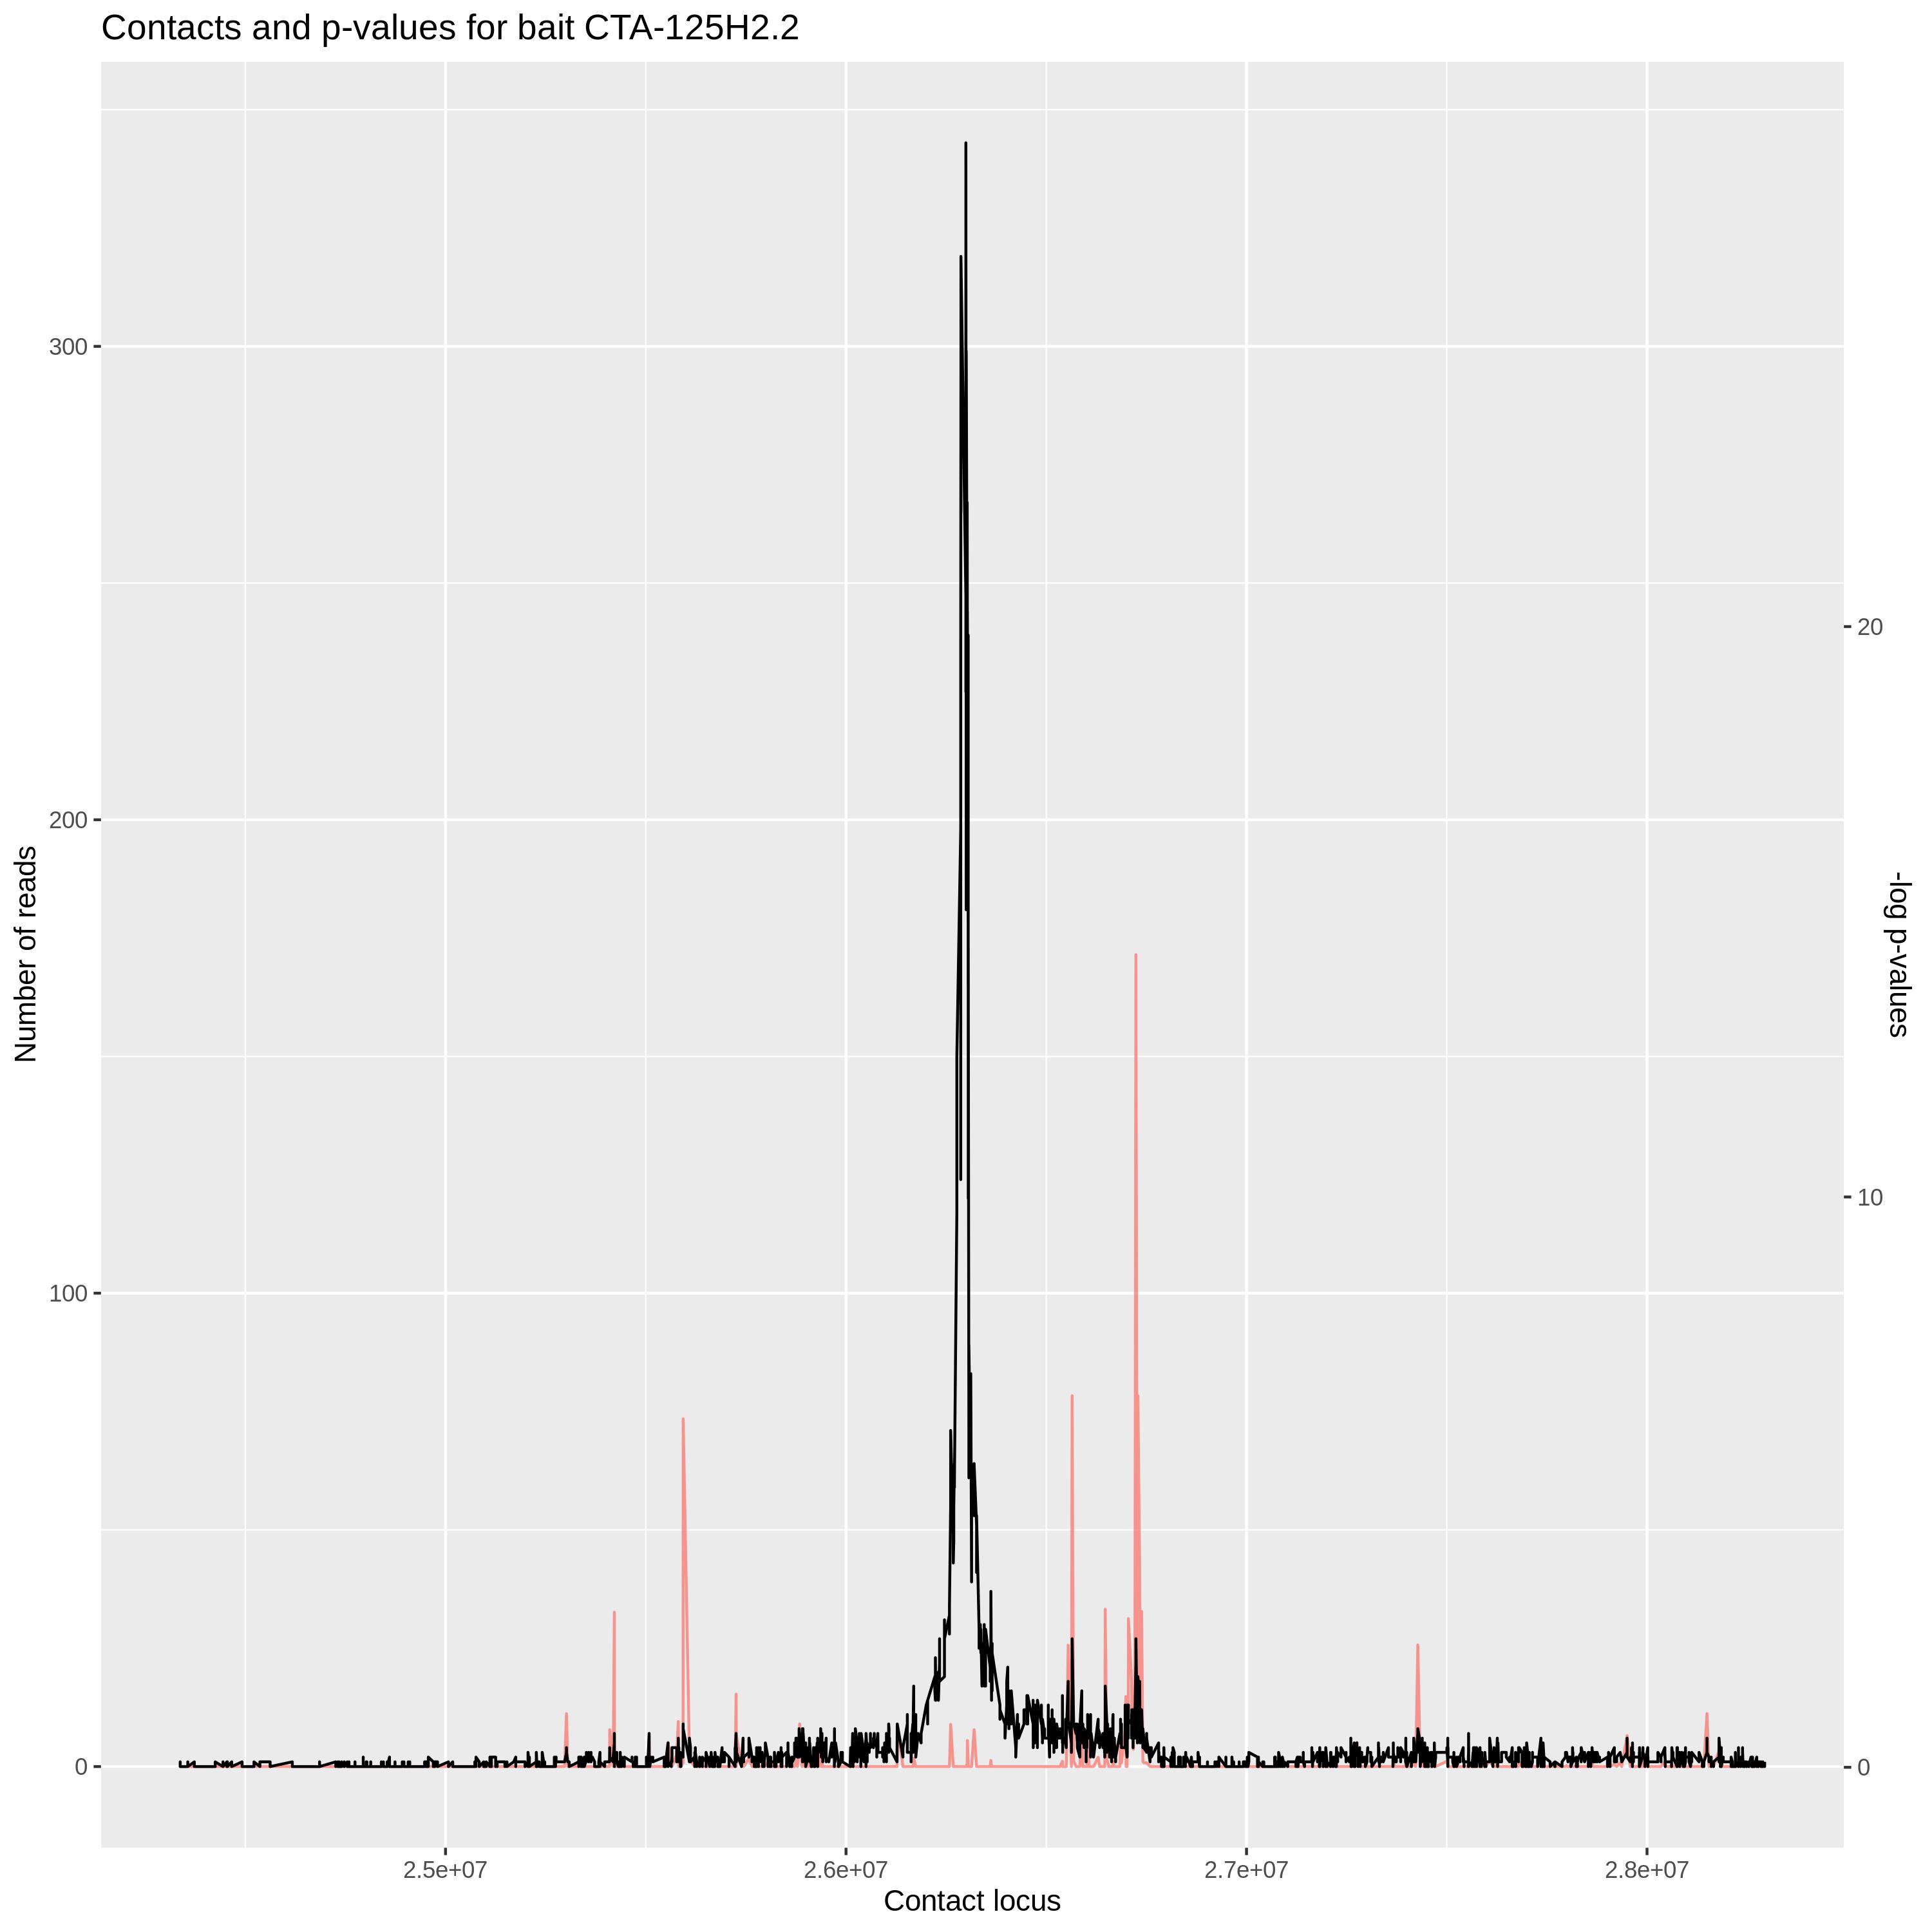 Contacts and p-values for bait CTA-125H2.2
300
200
100
0
Number of reads
20
10
0
-log p-values
2.5e+07
2.6e+07
2.7e+07
2.8e+07
Contact locus